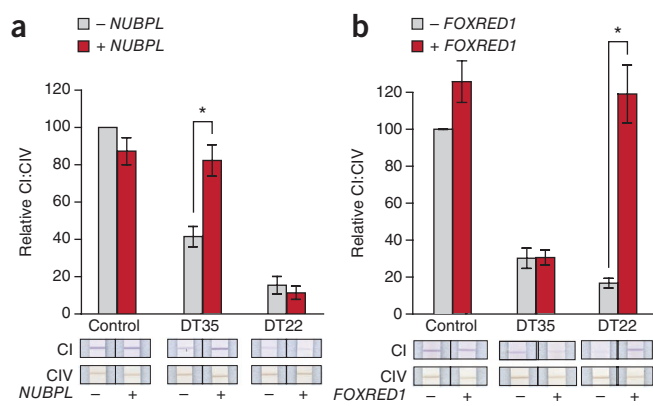 a
– NUBPL
+ NUBPL
Relative CI:CIV
120
100
80
60
40
20
0
*
Control DT35 DT22
CI
CIV
NUBPL – + – + – +
b
– FOXRED1
+ FOXRED1
Relative CI:CIV
120
100
80
60
40
20
0
*
Control DT35 DT22
CI
CIV
FOXRED1 – + – + – +